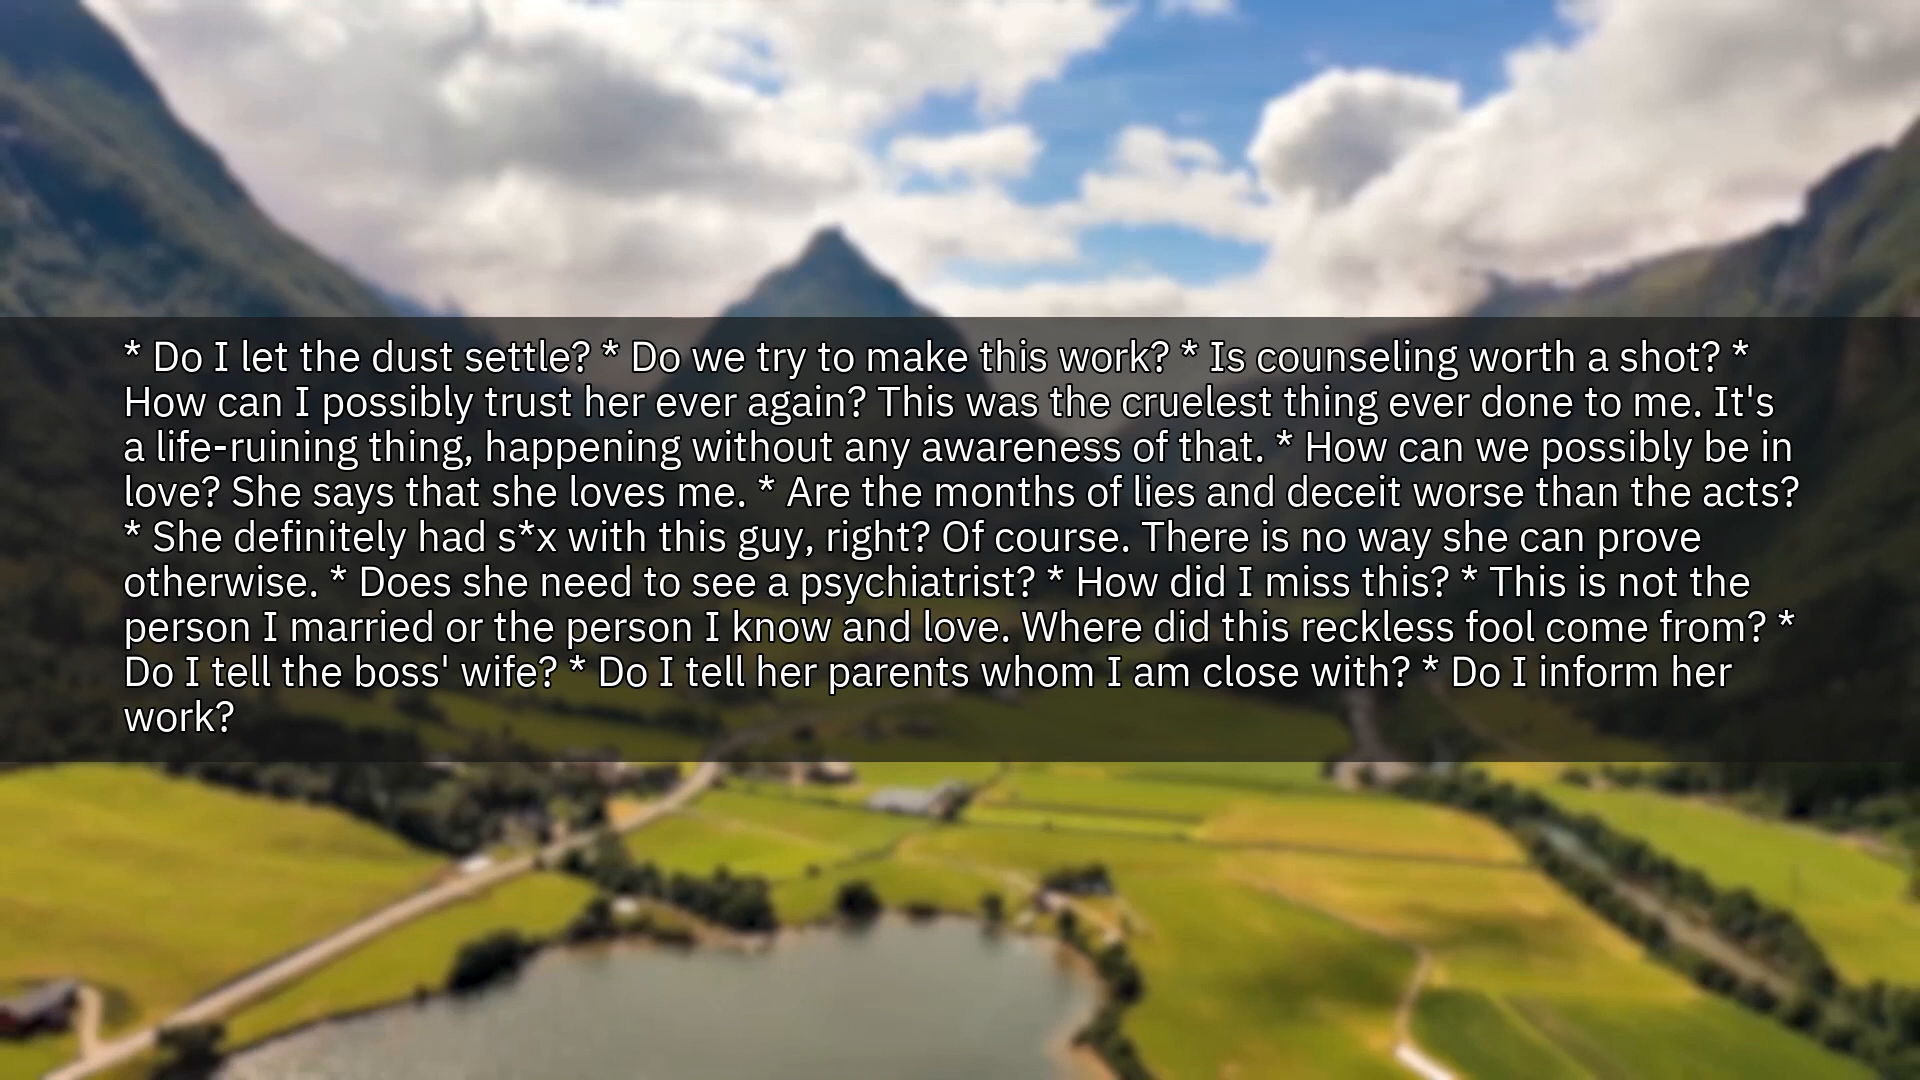 * Do I let the dust settle? * Do we try to make this work? * Is counseling worth a shot? *
How can I possibly trust her ever again? This was the cruelest thing ever done to me. It's
a life-ruining thing, happening without any awareness of that. * How can we possibly be in
love? She says that she loves me. * Are the months of lies and deceit worse than the acts?
* She definitely had s*x with this guy, right? Of course. There is no way she can prove
otherwise. * Does she need to see a psychiatrist? * How did I miss this? * This is not the
person I married or the person I know and love. Where did this reckless fool come from? *
Do I tell the boss' wife? * Do I tell her parents whom I am close with? * Do I inform her
work?